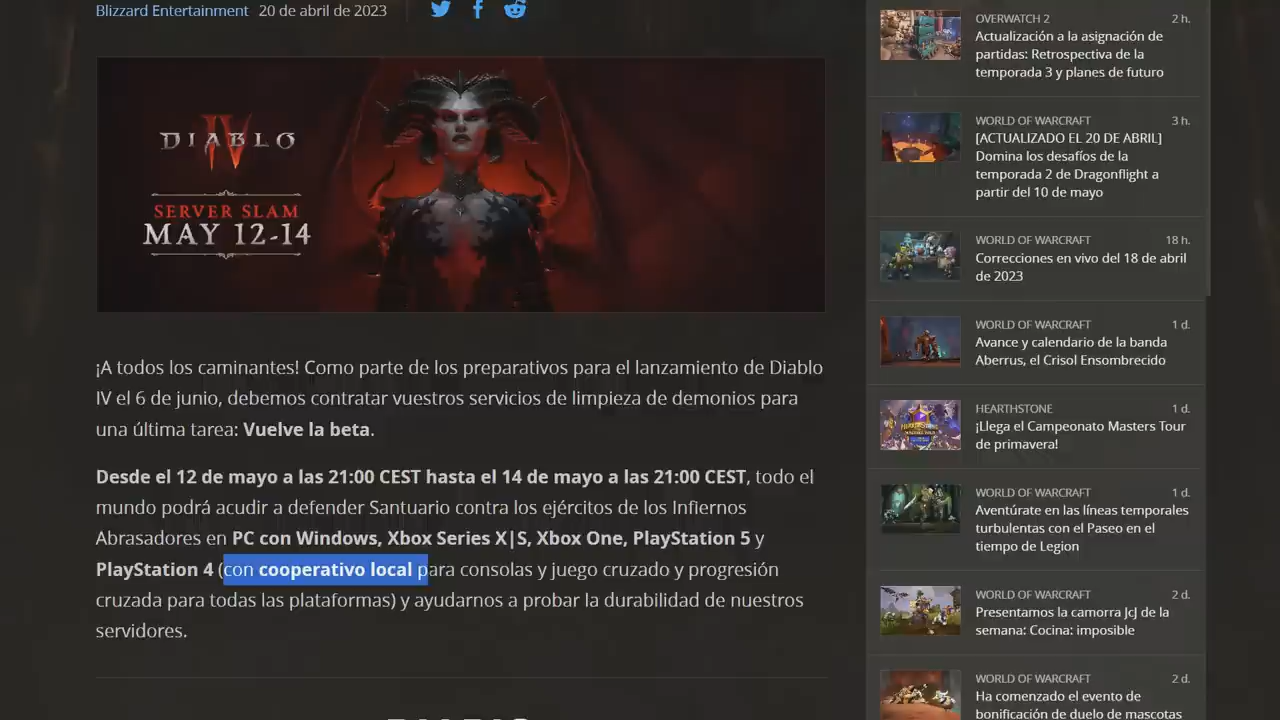 Blizzard Entertainment 20 de abril de 2023
DIABLO
IV
SERVER SLAM
MAY 12-14
¡A todos los caminantes! Como parte de los preparativos para el lanzamiento de Diablo
IV el 6 de junio, debemos contratar vuestros servicios de limpieza de demonios para
una última tarea: Vuelve la beta.
Desde el 12 de mayo a las 21:00 CEST hasta el 14 de mayo a las 21:00 CEST, todo el
mundo podrá acudir a defender Santuario contra los ejércitos de los Infiernos
Abrasadores en PC con Windows, Xbox Series X|S, Xbox One, PlayStation 5 y
PlayStation 4 (con cooperativo local para consolas y juego cruzado y progresión
cruzada para todas las plataformas) y ayudarnos a probar la durabilidad de nuestros
servidores.
OVERWATCH 2 2 h.
Actualización a la asignación de
partidas: Retrospectiva de la
temporada 3 y planes de futuro
WORLD OF WARCRAFT 3 h.
[ACTUALIZADO EL 20 DE ABRIL]
Domina los desafíos de la
temporada 2 de Dragonflight a
partir del 10 de mayo
WORLD OF WARCRAFT 18 h.
Correcciones en vivo del 18 de abril
de 2023
WORLD OF WARCRAFT 1 d.
Avance y calendario de la banda
Aberrus, el Crisol Ensombrecido
HEARTHSTONE 1 d.
¡Llega el Campeonato Masters Tour
de primavera!
WORLD OF WARCRAFT 1 d.
Aventúrate en las líneas temporales
turbulentas con el Paseo en el
tiempo de Legion
WORLD OF WARCRAFT 2 d.
Presentamos la camorra JcJ de la
semana: Cocina: imposible
WORLD OF WARCRAFT 2 d.
Ha comenzado el evento de
bonificación de duelo de mascotas